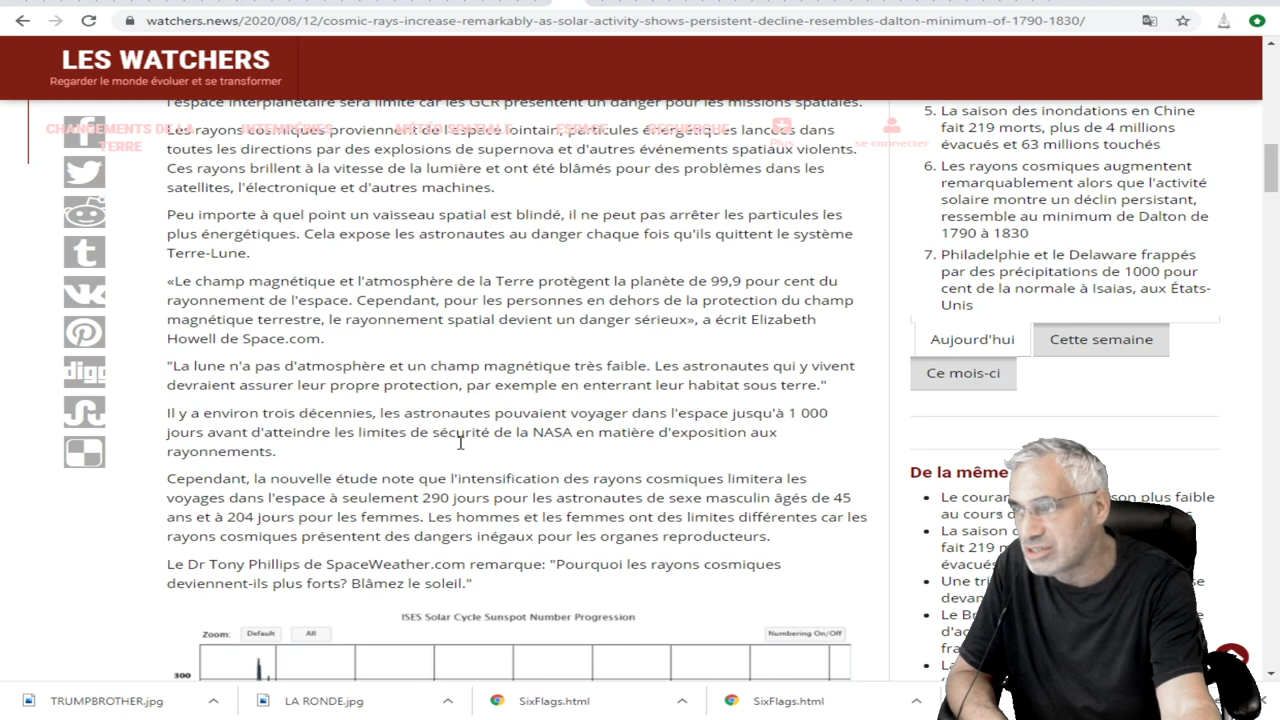 watchers.news/2020/08/12/cosmic-rays-increase-remarkably-as-solar-activity-shows-persistent-decline-resembles-dalton-minimum-of-1790-1830/
LES WATCHERS
Regarder le monde évoluer et se transformer
CHANGEMENTS DE LA
TERRE
INTEMPÉRIES
MÉTÉO SPATIALE
ESPACE
RECHERCHE
Plus
se connecter
l'espace interplanétaire sera limité car les GCR présentent un danger pour les missions spatiales.
Les rayons cosmiques proviennent de l'espace lointain, particules énergétiques lancées dans
toutes les directions par des explosions de supernova et d'autres événements spatiaux violents.
Ces rayons brillent à la vitesse de la lumière et ont été blâmés pour des problèmes dans les
satellites, l'électronique et d'autres machines.
Peu importe à quel point un vaisseau spatial est blindé, il ne peut pas arrêter les particules les
plus énergétiques. Cela expose les astronautes au danger chaque fois qu'ils quittent le système
Terre-Lune.
«Le champ magnétique et l'atmosphère de la Terre protègent la planète de 99,9 pour cent du
rayonnement de l'espace. Cependant, pour les personnes en dehors de la protection du champ
magnétique terrestre, le rayonnement spatial devient un danger sérieux», a écrit Elizabeth
Howell de Space.com.
"La lune n'a pas d'atmosphère et un champ magnétique très faible. Les astronautes qui y vivent
devraient assurer leur propre protection, par exemple en enterrant leur habitat sous terre."
Il y a environ trois décennies, les astronautes pouvaient voyager dans l'espace jusqu'à 1 000
jours avant d'atteindre les limites de sécurité de la NASA en matière d'exposition aux
rayonnements.
Cependant, la nouvelle étude note que l'intensification des rayons cosmiques limitera les
voyages dans l'espace à seulement 290 jours pour les astronautes de sexe masculin âgés de 45
ans et à 204 jours pour les femmes. Les hommes et les femmes ont des limites différentes car les
rayons cosmiques présentent des dangers inégaux pour les organes reproducteurs.
Le Dr Tony Phillips de SpaceWeather.com remarque: "Pourquoi les rayons cosmiques
deviennent-ils plus forts? Blâmez le soleil."
ISES Solar Cycle Sunspot Number Progression
Zoom: Default All Numbering On/Off
300
digg
5. La saison des inondations en Chine
fait 219 morts, plus de 4 millions
évacués et 63 millions touchés
6. Les rayons cosmiques augmentent
remarquablement alors que l'activité
solaire montre un déclin persistant,
ressemble au minimum de Dalton de
1790 à 1830
7. Philadelphie et le Delaware frappés
par des précipitations de 1000 pour
cent de la normale à Isaias, aux États-
Unis
Aujourd'hui
Cette semaine
Ce mois-ci
De la même
Le
son plus faible
au cours
La saison
fait 219
évacués
Une
Le
TRUMPBROTHER.jpg
LA RONDE.jpg
SixFlags.html
SixFlags.html